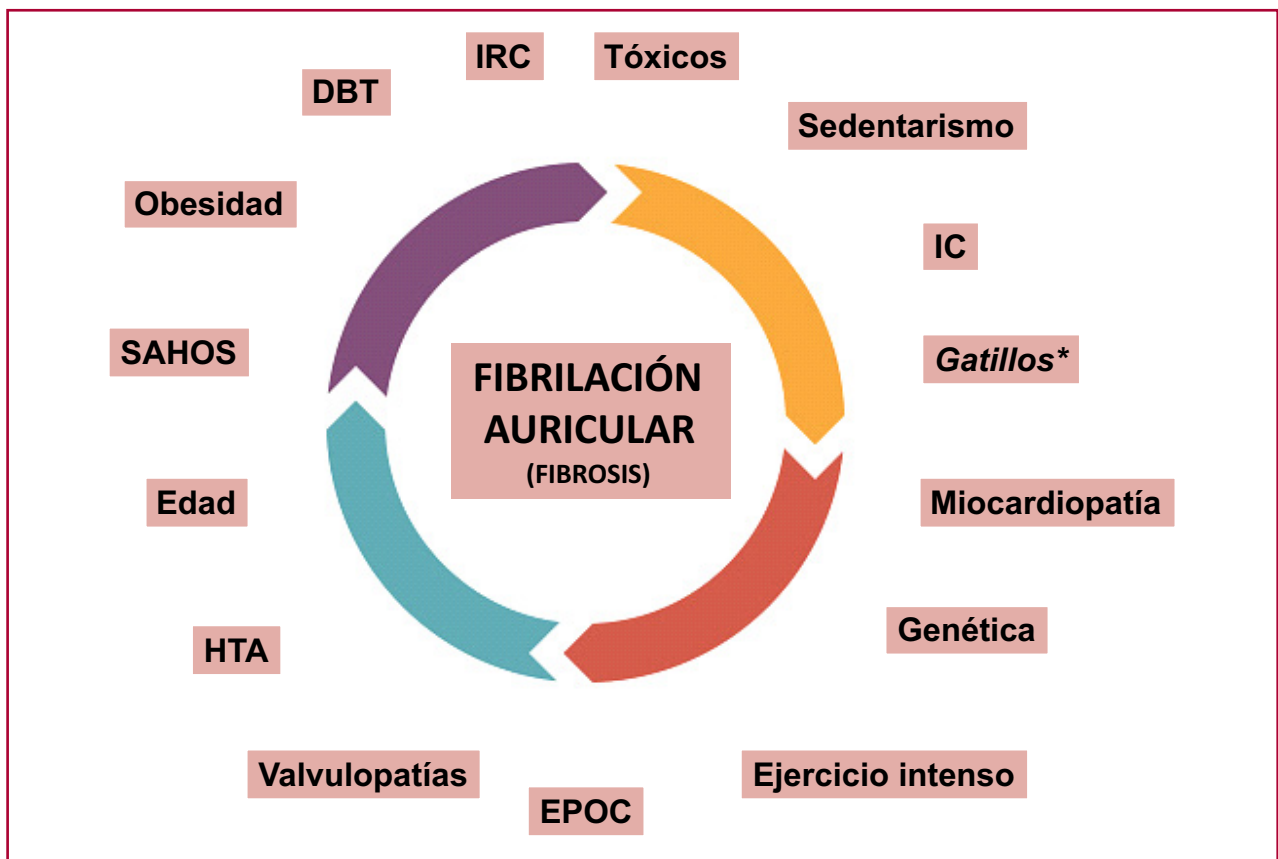 IRC
Tóxicos
DBT
Sedentarismo
Obesidad
IC
SAHOS
Gatillos*
FIBRILACIÓN
AURICULAR
(FIBROSIS)
Edad
Miocardiopatía
HTA
Genética
Valvulopatías
Ejercicio intenso
EPOC